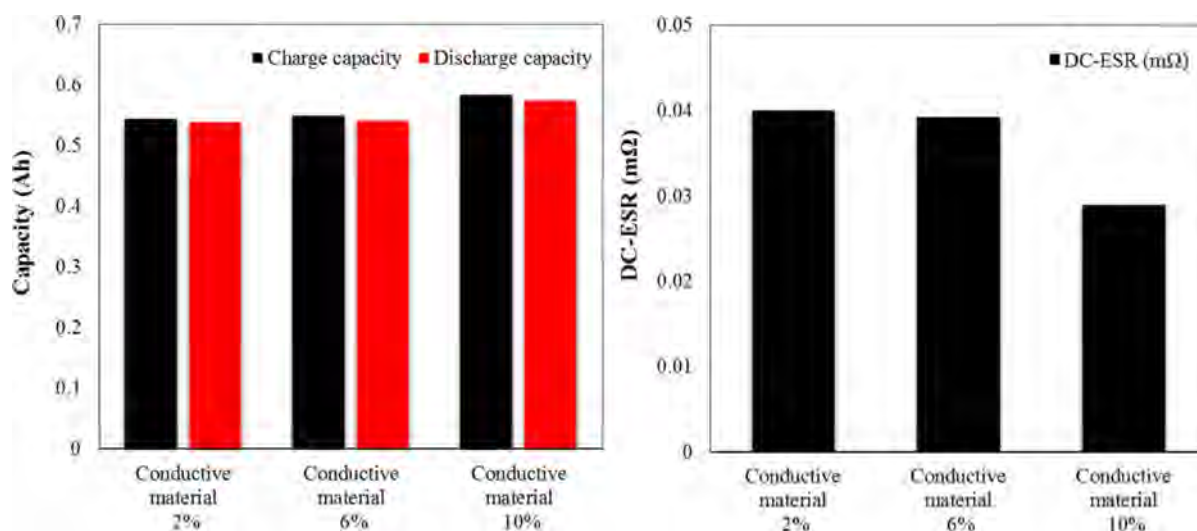 Capacity (Ah)
0.7
0.6
0.5
0.4
0.3
0.2
0.1
0
Charge capacity
Discharge capacity
Conductive
material
2%
Conductive
material
6%
Conductive
material
10%
DC-ESR (mΩ)
0.05
0.04
0.03
0.02
0.01
0
DC-ESR (mΩ)
Conductive
material
2%
Conductive
material
6%
Conductive
material
10%